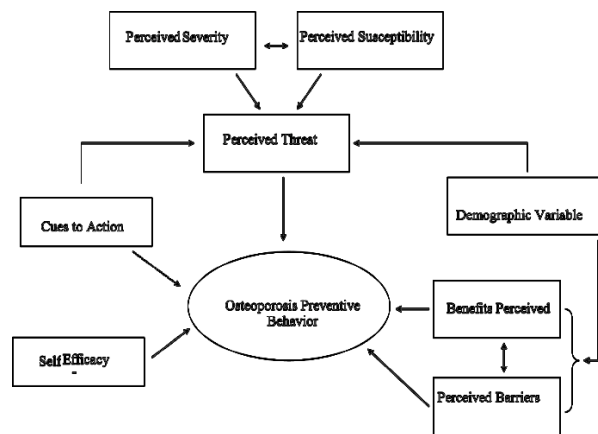 Perceived Severity
Perceived Susceptibility
Perceived Threat
Cues to Action
Demographic Variable
Osteoporosis Preventive
Behavior
Benefits Perceived
Self Efficacy
Perceived Barriers